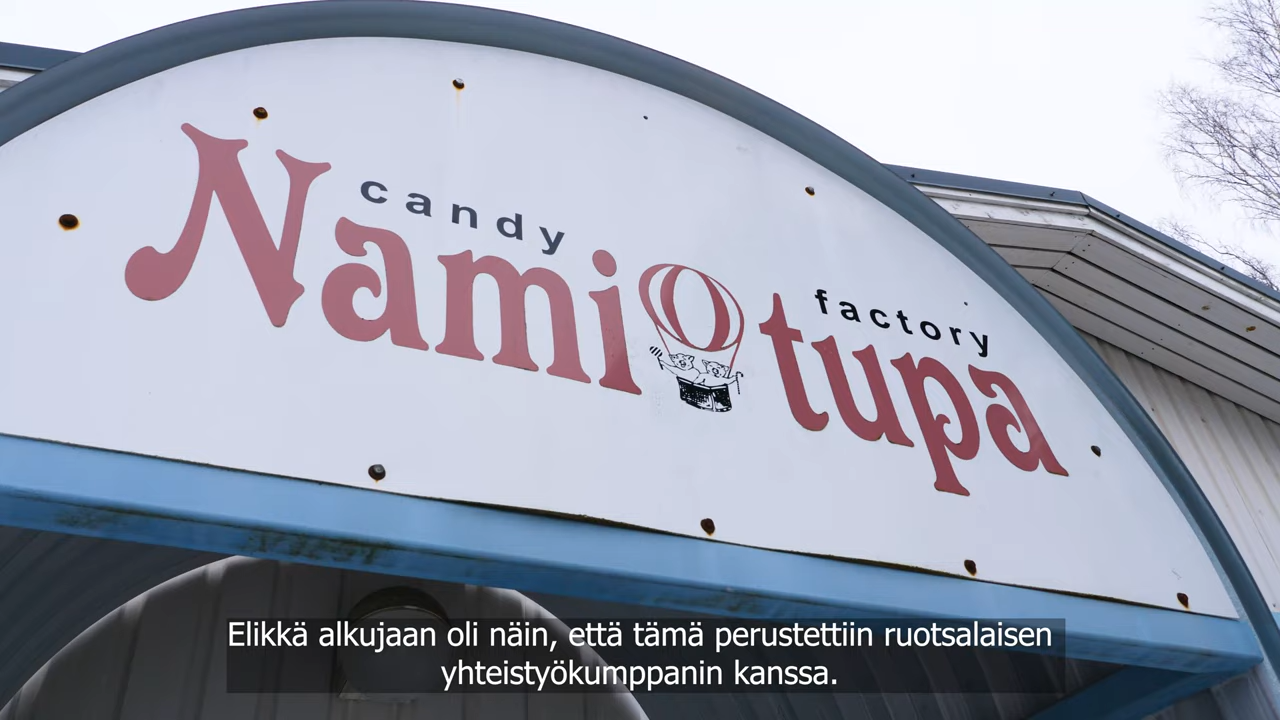 candy
Nami tupa
factory
Elikkä alkujaan oli näin, että tämä perustettiin ruotsalaisen
yhteistyökumppanin kanssa.